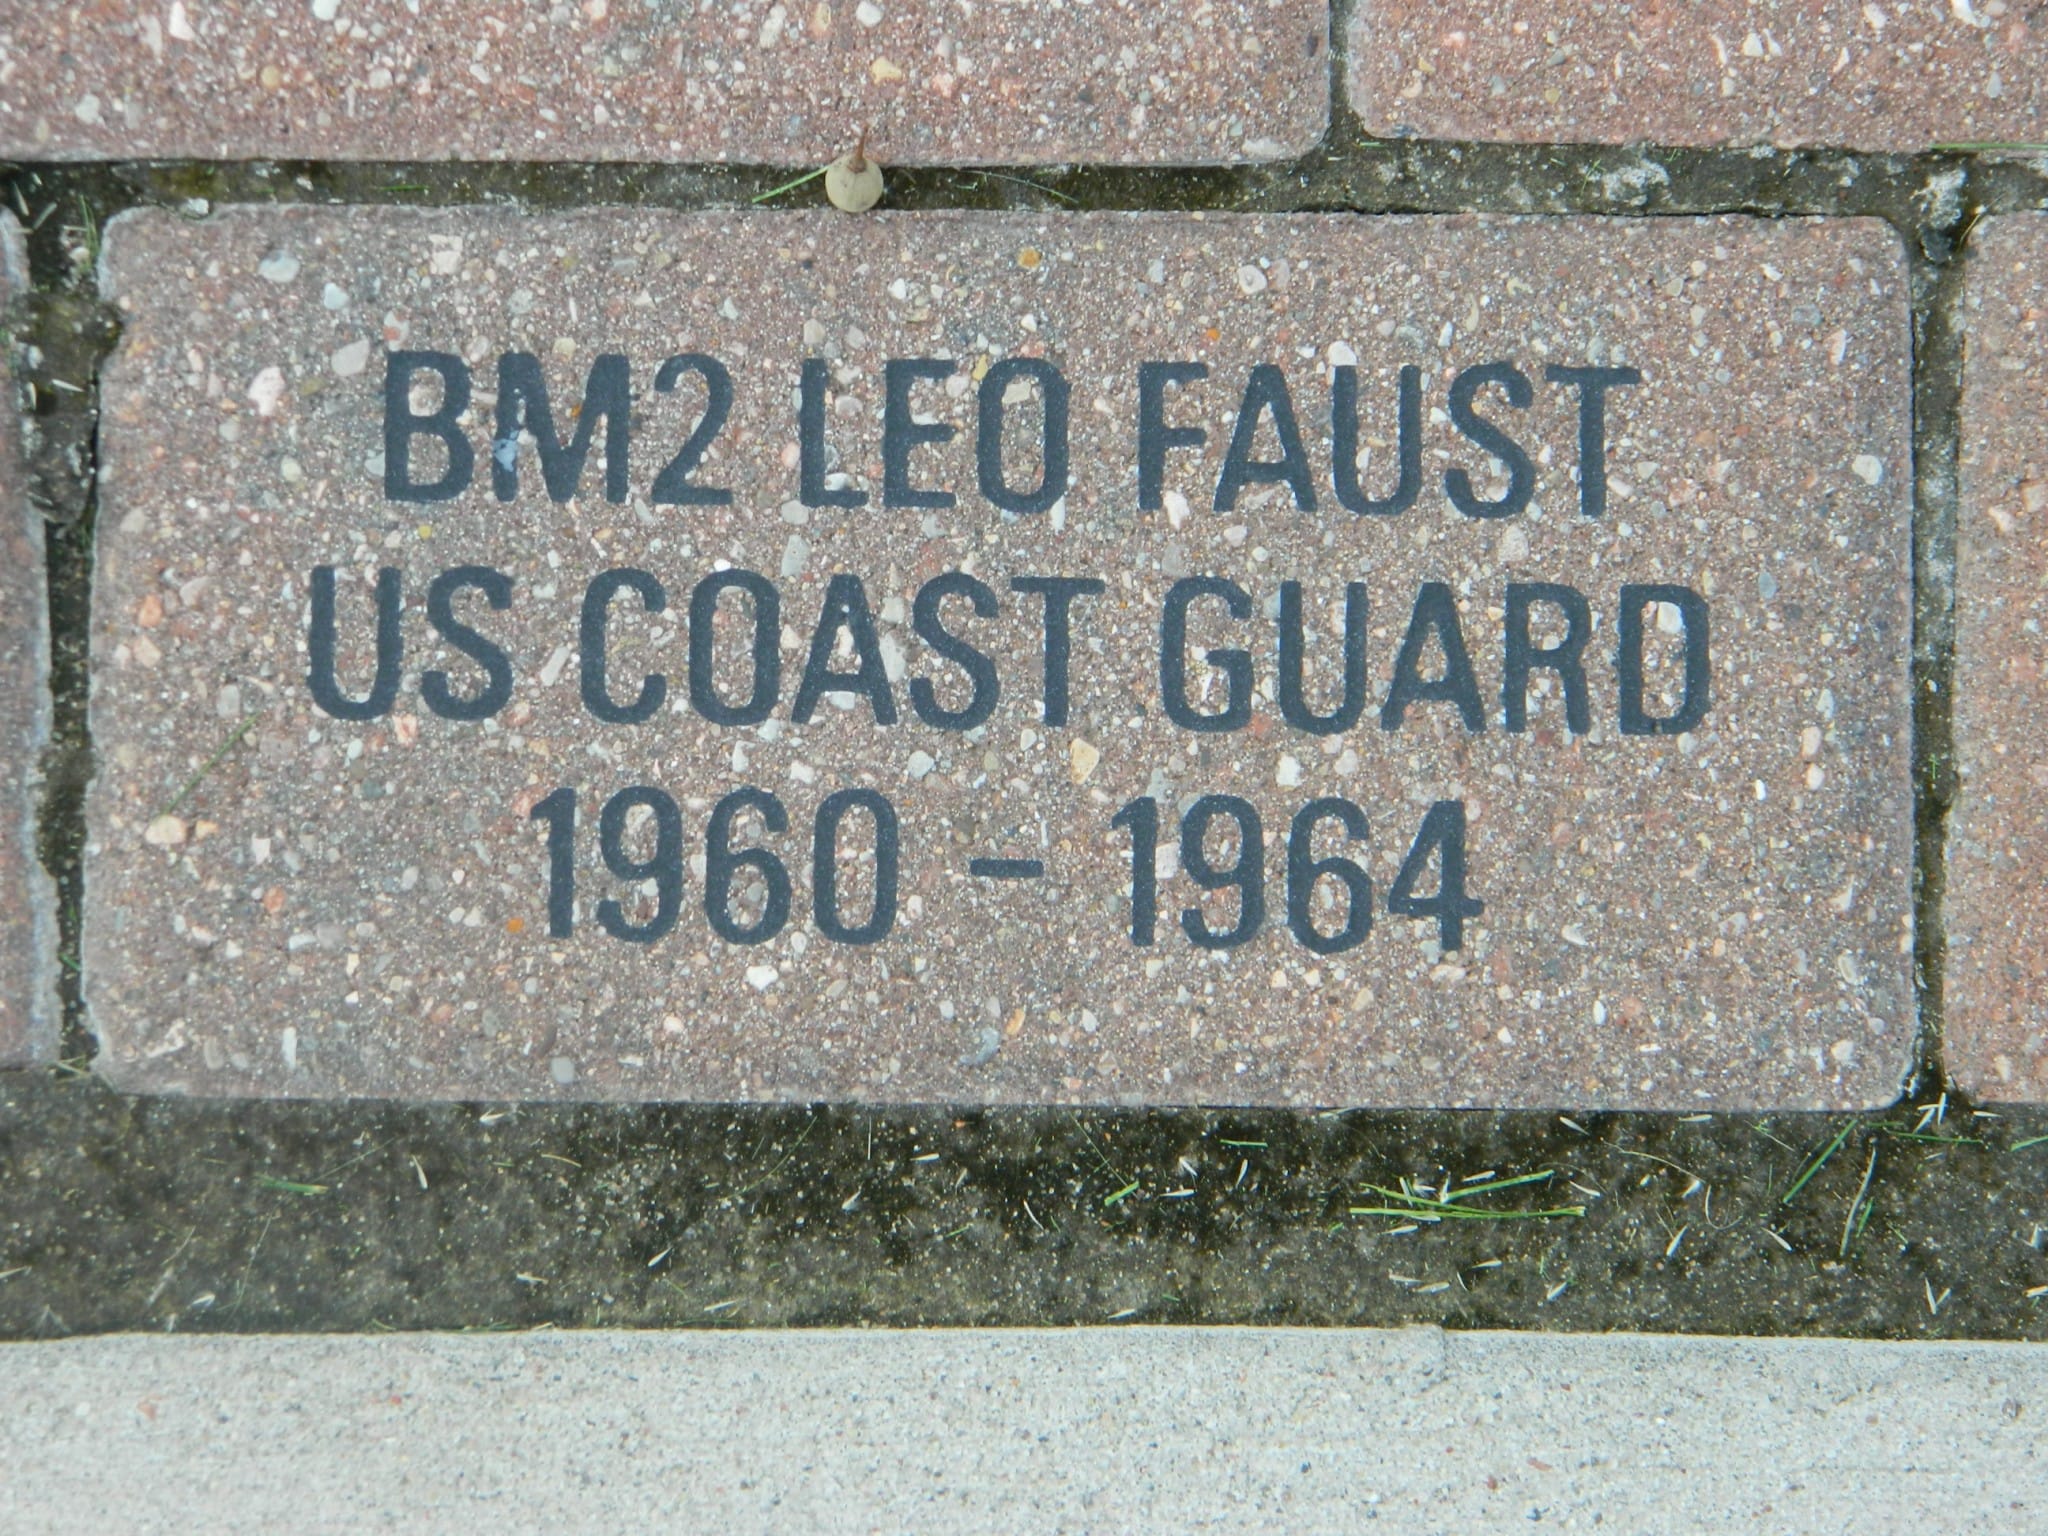 BM2 LEO FAUST
US COAST GUARD
1960 - 1964